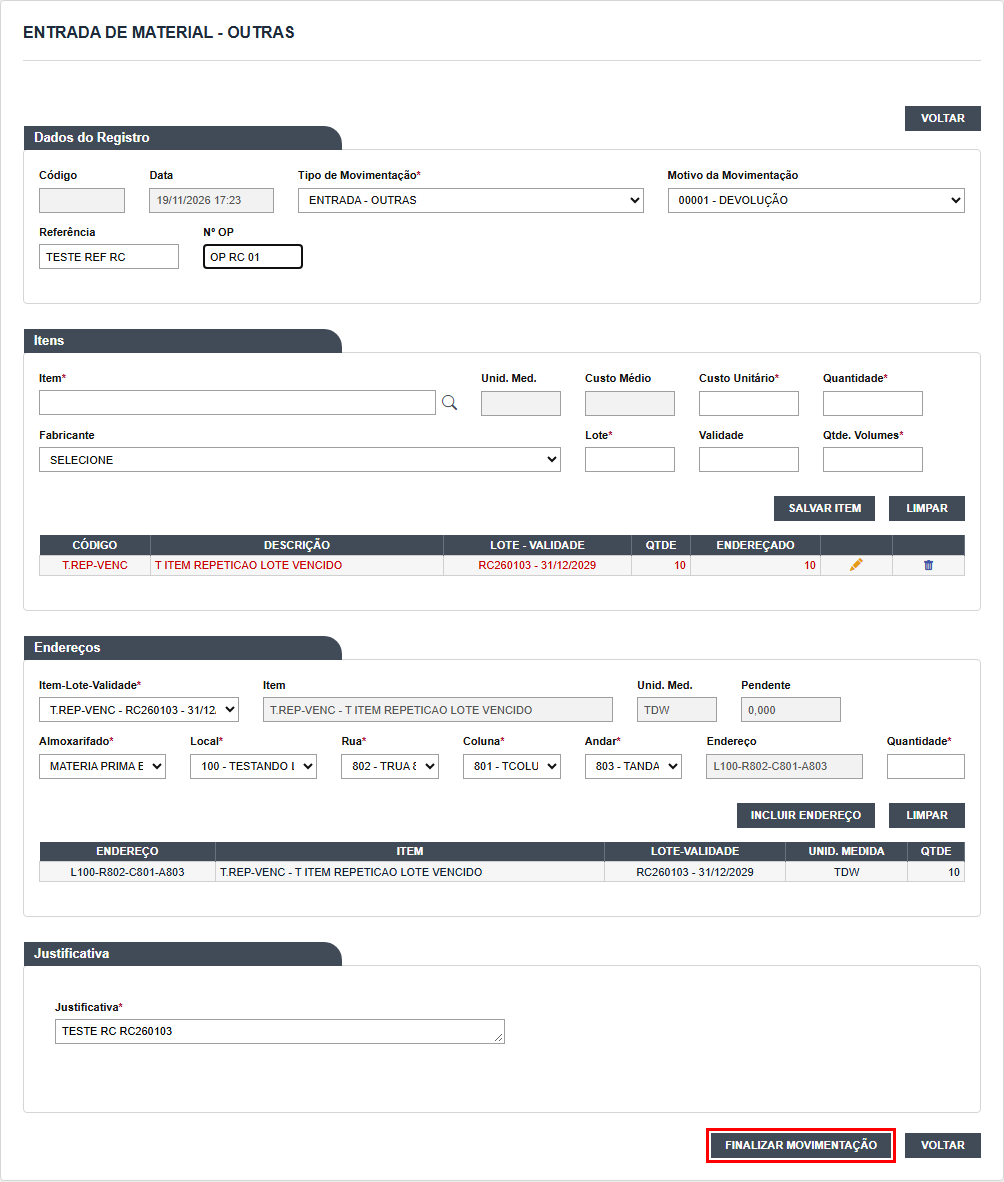 ENTRADA DE MATERIAL - OUTRAS
VOLTAR
Dados do Registro
Código Data Tipo de Movimentação* Motivo da Movimentação
19/11/2026 17:23 ENTRADA - OUTRAS 00001 - DEVOLUÇÃO
Referência Nº OP
TESTE REF RC OP RC 01
Itens
Item* Unid. Med. Custo Médio Custo Unitário* Quantidade*
Fabricante Lote* Validade Qtde. Volumes*
SELECIONE
SALVAR ITEM LIMPAR
CÓDIGO DESCRIÇÃO LOTE - VALIDADE QTDE ENDEREÇADO
T.REP-VENC T ITEM REPETICAO LOTE VENCIDO RC260103 - 31/12/2029 10 10
Endereços
Item-Lote-Validade* Item Unid. Med. Pendente
T.REP-VENC - RC260103 - 31/12. T.REP-VENC - T ITEM REPETICAO LOTE VENCIDO TDW 0,000
Almoxarifado* Local* Rua* Coluna* Andar* Endereço Quantidade*
MATERIA PRIMA E 100 - TESTANDO L 802 - TRUA 8 801 - TCOLU 803 - TANDA L100-R802-C801-A803
INCLUIR ENDEREÇO LIMPAR
ENDEREÇO ITEM LOTE-VALIDADE UNID. MEDIDA QTDE
L100-R802-C801-A803 T.REP-VENC - T ITEM REPETICAO LOTE VENCIDO RC260103 - 31/12/2029 TDW 10
Justificativa
Justificativa*
TESTE RC RC260103
FINALIZAR MOVIMENTAÇÃO VOLTAR